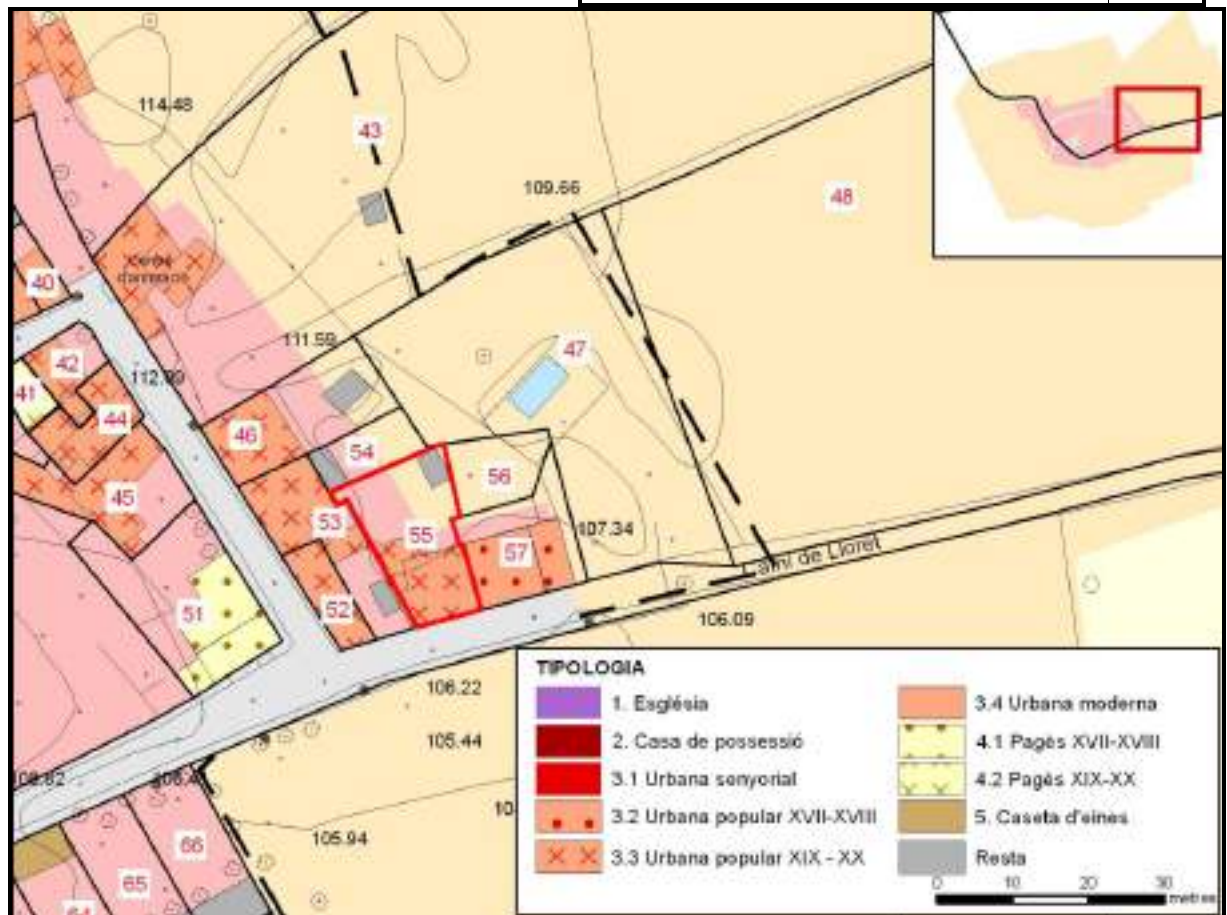 114.48
43
109.66
48
40
111.59
47
42
112.99
41
44
46
54
56
45
53
55
107.34
57
Camí de Lloret
51
52
106.09
106.22
105.44
105.94
66
65
64
TIPOLOGIA
1. Església
2. Casa de possessió
3.1 Urbana senyorial
3.2 Urbana popular XVII-XVIII
3.3 Urbana popular XIX - XX
3.4 Urbana moderna
4.1 Pagès XVII-XVIII
4.2 Pagès XIX-XX
5. Caseta d'eines
Resta
0 10 20 30
metres